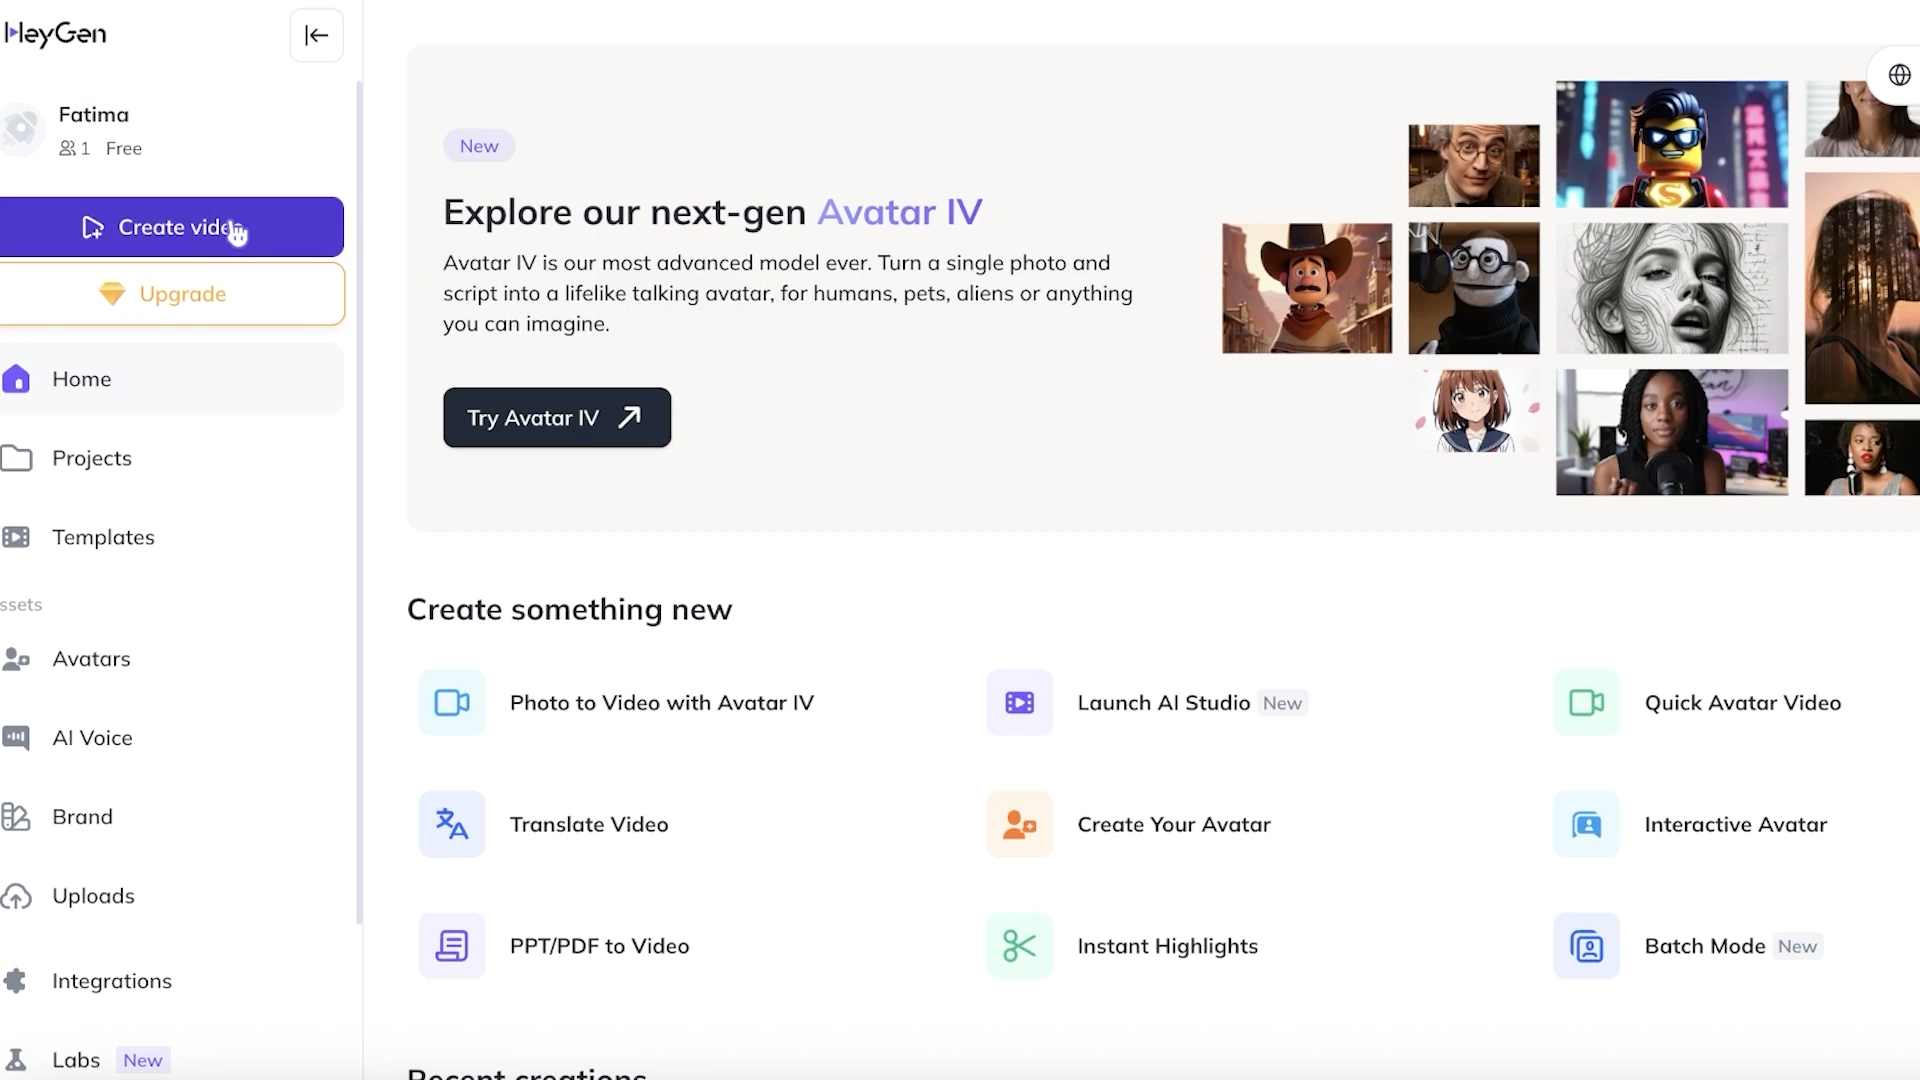 HeyGen
Fatima
1 Free
Create vide
Upgrade
Home
Projects
Templates
ssets
Avatars
AI Voice
Brand
Uploads
Integrations
Labs New
New
Explore our next-gen Avatar IV
Avatar IV is our most advanced model ever. Turn a single photo and
script into a lifelike talking avatar, for humans, pets, aliens or anything
you can imagine.
Try Avatar IV
Create something new
Photo to Video with Avatar IV
Launch AI Studio New
Quick Avatar Video
Translate Video
Create Your Avatar
Interactive Avatar
PPT/PDF to Video
Instant Highlights
Batch Mode New
Recent creations